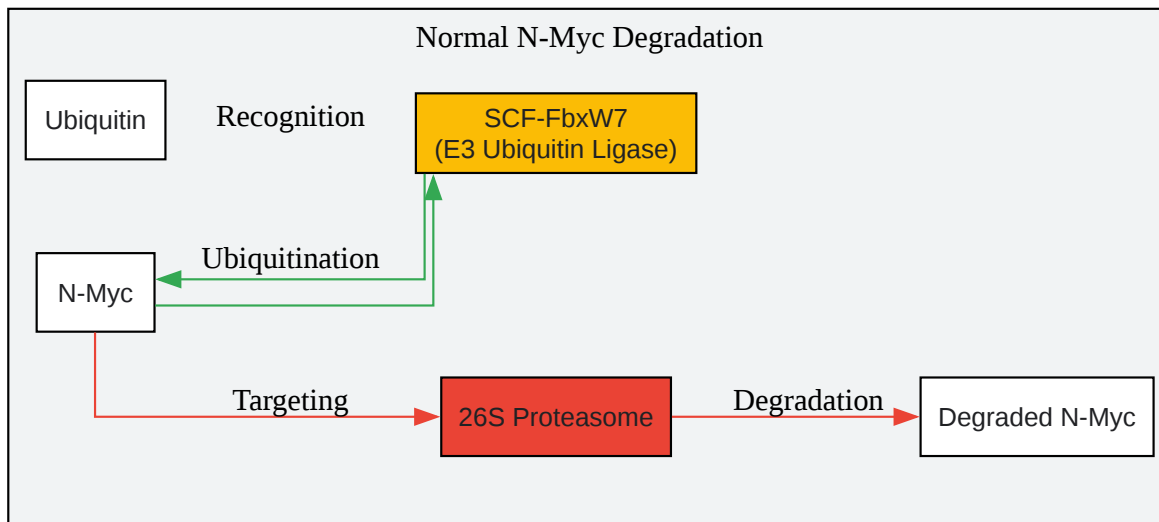 Normal N-Myc Degradation
Ubiquitin
Recognition
SCF-FbxW7
(E3 Ubiquitin Ligase)
Ubiquitination
N-Myc
Targeting
26S Proteasome
Degradation
Degraded N-Myc